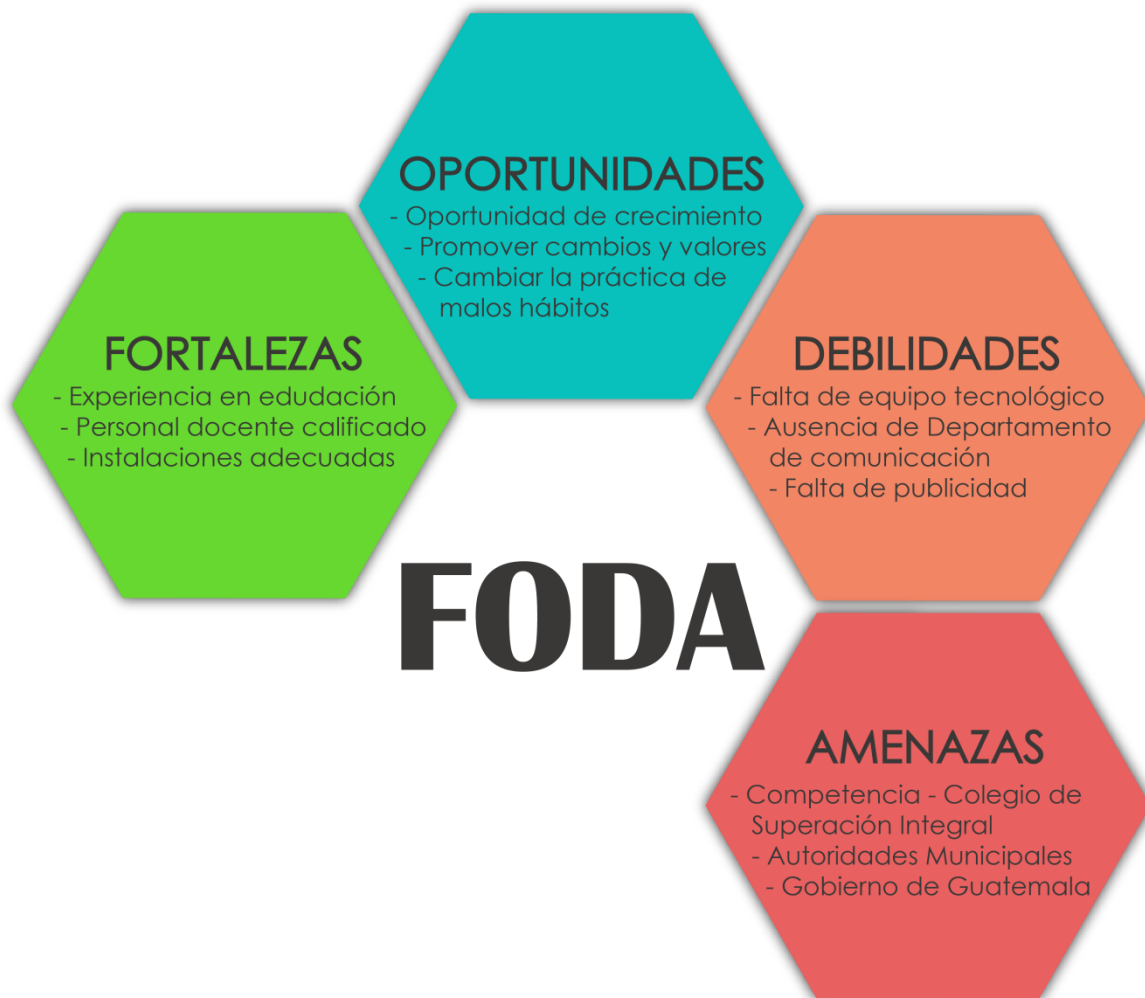 OPORTUNIDADES
- Oportunidad de crecimiento
- Promover cambios y valores
- Cambiar la práctica de
malos hábitos
FORTALEZAS
- Experiencia en edudación
- Personal docente calificado
- Instalaciones adecuadas
DEBILIDADES
- Falta de equipo tecnológico
- Ausencia de Departamento
de comunicación
- Falta de publicidad
FODA
AMENAZAS
- Competencia - Colegio de
Superación Integral
- Autoridades Municipales
- Gobierno de Guatemala